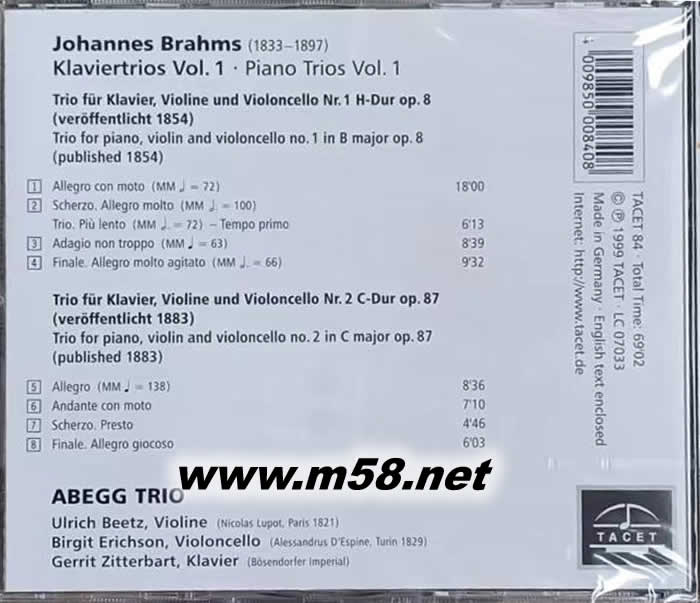 Johannes Brahms (1833–1897)
Klaviertrios Vol. 1 · Piano Trios Vol. 1
Trio für Klavier, Violine und Violoncello Nr. 1 H-Dur op. 8
(veröffentlicht 1854)
Trio for piano, violin and violoncello no. 1 in B major op. 8
(published 1854)
1 Allegro con moto (MM ♩ = 72) 18'00
2 Scherzo. Allegro molto (MM ♩. = 100)
Trio. Più lento (MM ♩. = 72) – Tempo primo 6'13
3 Adagio non troppo (MM ♩ = 63) 8'39
4 Finale. Allegro molto agitato (MM ♩. = 66) 9'32
Trio für Klavier, Violine und Violoncello Nr. 2 C-Dur op. 87
(veröffentlicht 1883)
Trio for piano, violin and violoncello no. 2 in C major op. 87
(published 1883)
5 Allegro (MM ♩ = 138) 8'36
6 Andante con moto 7'10
7 Scherzo. Presto 4'46
8 Finale. Allegro giocoso 6'03
www.m58.net
ABEGG TRIO
Ulrich Beetz, Violine (Nicolas Lupot, Paris 1821)
Birgit Erichson, Violoncello (Alessandrus D'Espine, Turin 1829)
Gerrit Zitterbart, Klavier (Bösendorfer Imperial)
4 009850 008408
TACET 84 · Total Time: 69'02
© ℗ 1999 TACET · LC 07033
Made in Germany · English text enclosed
Internet: http://www.tacet.de
TACET